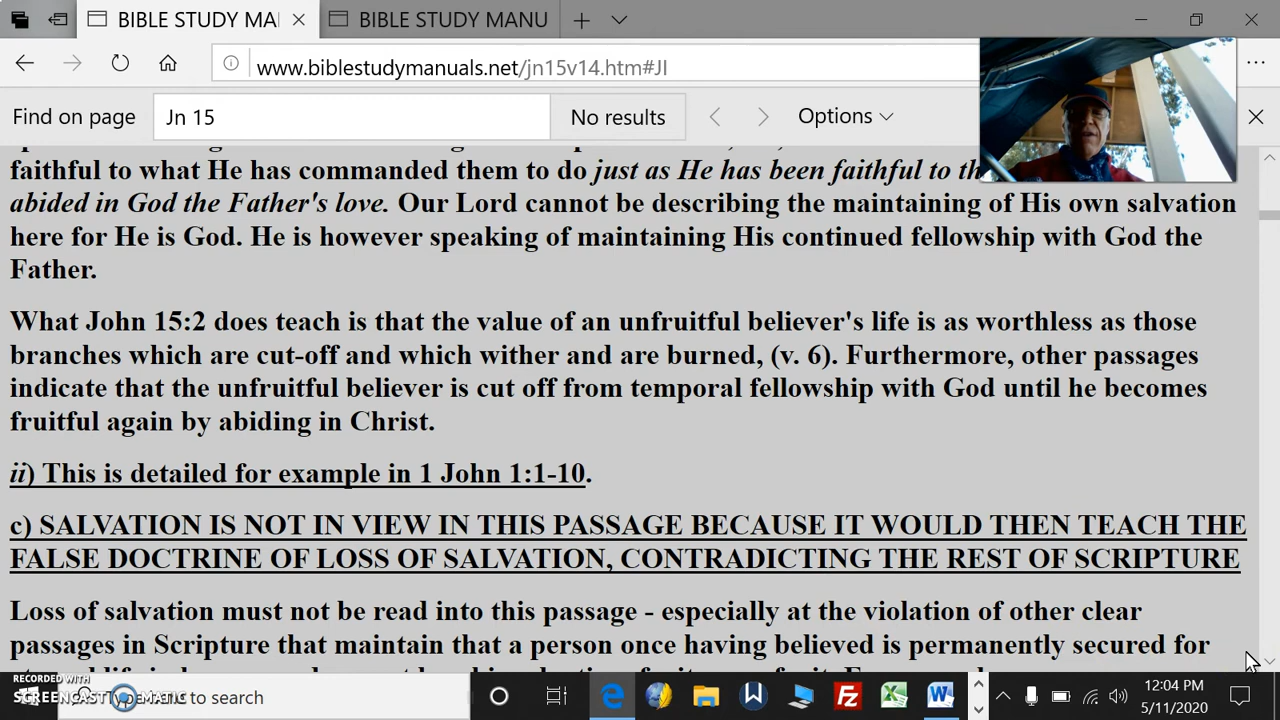 BIBLE STUDY MA
BIBLE STUDY MANU
www.biblestudymanuals.net/jn15v14.htm#JI
Find on page
Jn 15
No results
Options
faithful to what He has commanded them to do just as He has been faithful to th
abided in God the Father's love. Our Lord cannot be describing the maintaining of His own salvation
here for He is God. He is however speaking of maintaining His continued fellowship with God the
Father.
What John 15:2 does teach is that the value of an unfruitful believer's life is as worthless as those
branches which are cut-off and which wither and are burned, (v. 6). Furthermore, other passages
indicate that the unfruitful believer is cut off from temporal fellowship with God until he becomes
fruitful again by abiding in Christ.
ii) This is detailed for example in 1 John 1:1-10.
c) SALVATION IS NOT IN VIEW IN THIS PASSAGE BECAUSE IT WOULD THEN TEACH THE
FALSE DOCTRINE OF LOSS OF SALVATION, CONTRADICTING THE REST OF SCRIPTURE
Loss of salvation must not be read into this passage - especially at the violation of other clear
passages in Scripture that maintain that a person once having believed is permanently secured for
RECORDED WITH
SCREENCAST MATIC
Type here to search
12:04 PM
5/11/2020